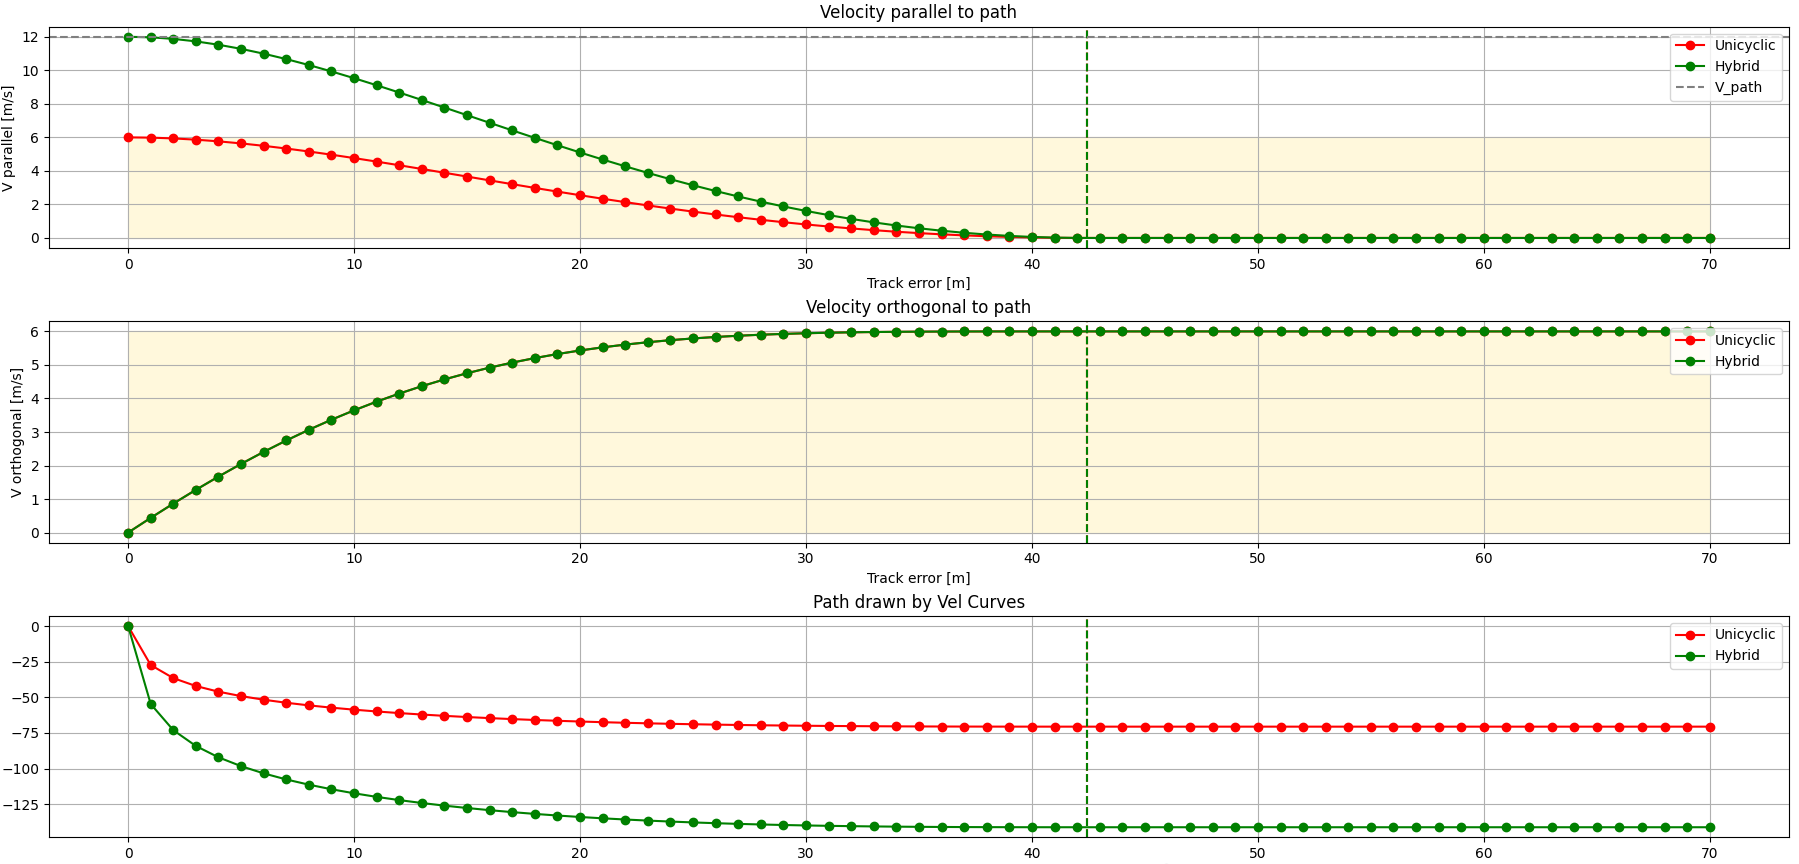 Velocity parallel to path
V parallel [m/s]
12
10
8
6
4
2
0
Unicyclic
Hybrid
V_path
0 10 20 30 40 50 60 70
Track error [m]
Velocity orthogonal to path
V orthogonal [m/s]
6
5
4
3
2
1
0
Unicyclic
Hybrid
0 10 20 30 40 50 60 70
Track error [m]
Path drawn by Vel Curves
0
−25
−50
−75
−100
−125
Unicyclic
Hybrid
0 10 20 30 40 50 60 70